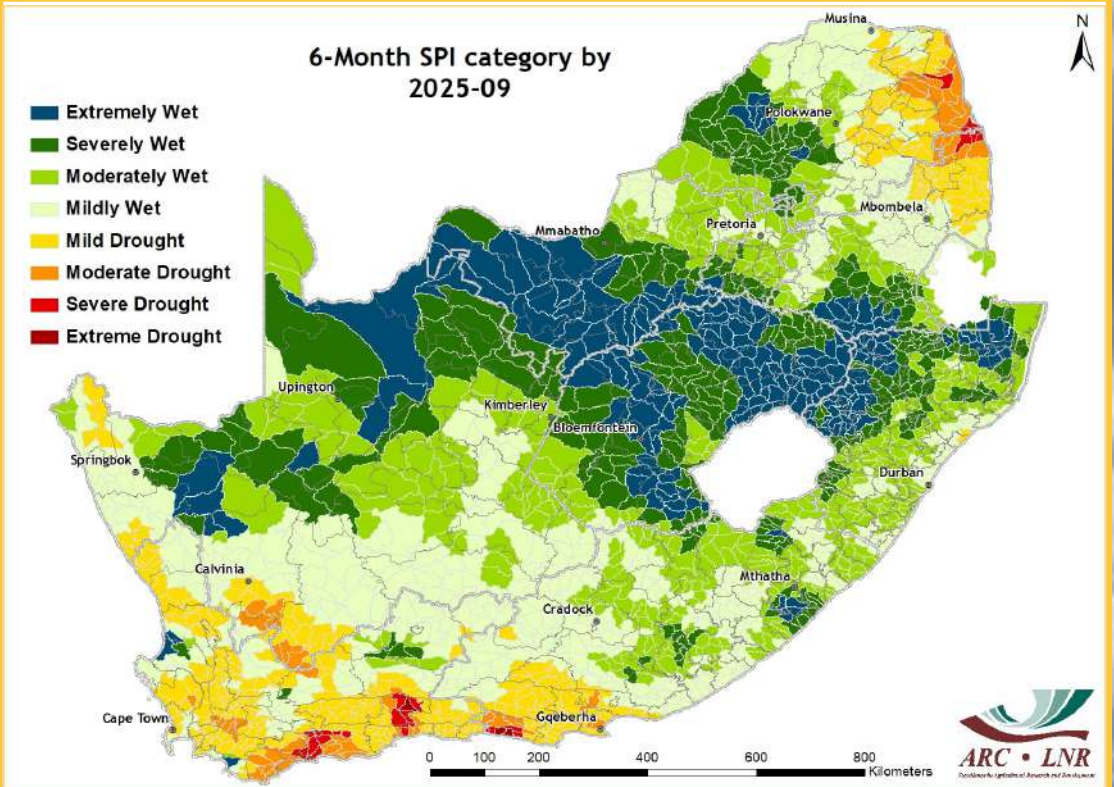 6-Month SPI category by
2025-09
N
Extremely Wet
Severely Wet
Moderately Wet
Mildly Wet
Mild Drought
Moderate Drought
Severe Drought
Extreme Drought
Musina
Polokwane
Mbombela
Pretoria
Mmabatho
Upington
Kimberley
Bloemfontein
Springbok
Durban
Calvinia
Mthatha
Cradock
Cape Town
Gqeberha
0 100 200 400 600 800
Kilometers
ARC • LNR